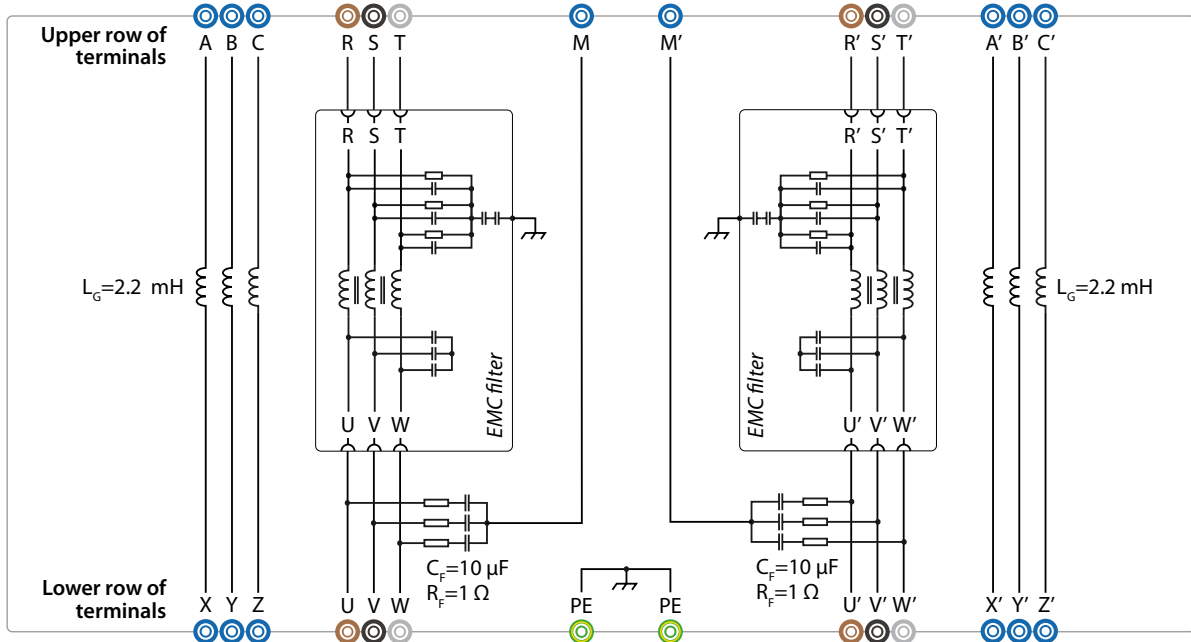 Upper row of
terminals
A B C R S T M M’ R’ S’ T’ A’ B’ C’
R S T
R’ S’ T’
L_G=2.2 mH
L_G=2.2 mH
EMC filter
EMC filter
U V W
U’ V’ W’
C_F=10 μF
R_F=1 Ω
C_F=10 μF
R_F=1 Ω
Lower row of
terminals
X Y Z U V W PE PE U’ V’ W’ X’ Y’ Z’